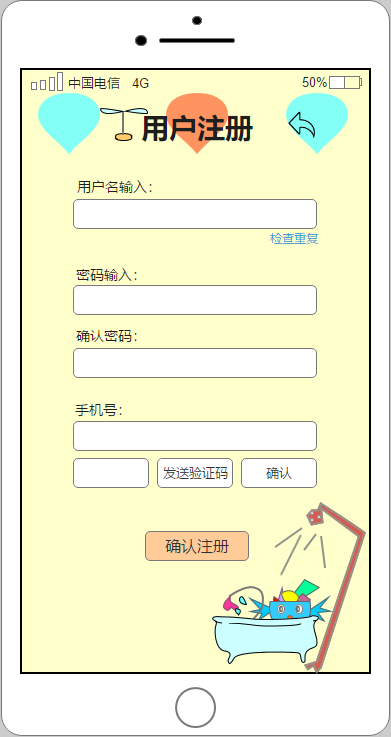 中国电信 4G 50%
用户注册
用户名输入：
检查重复
密码输入：
确认密码：
手机号：
发送验证码 确认
确认注册